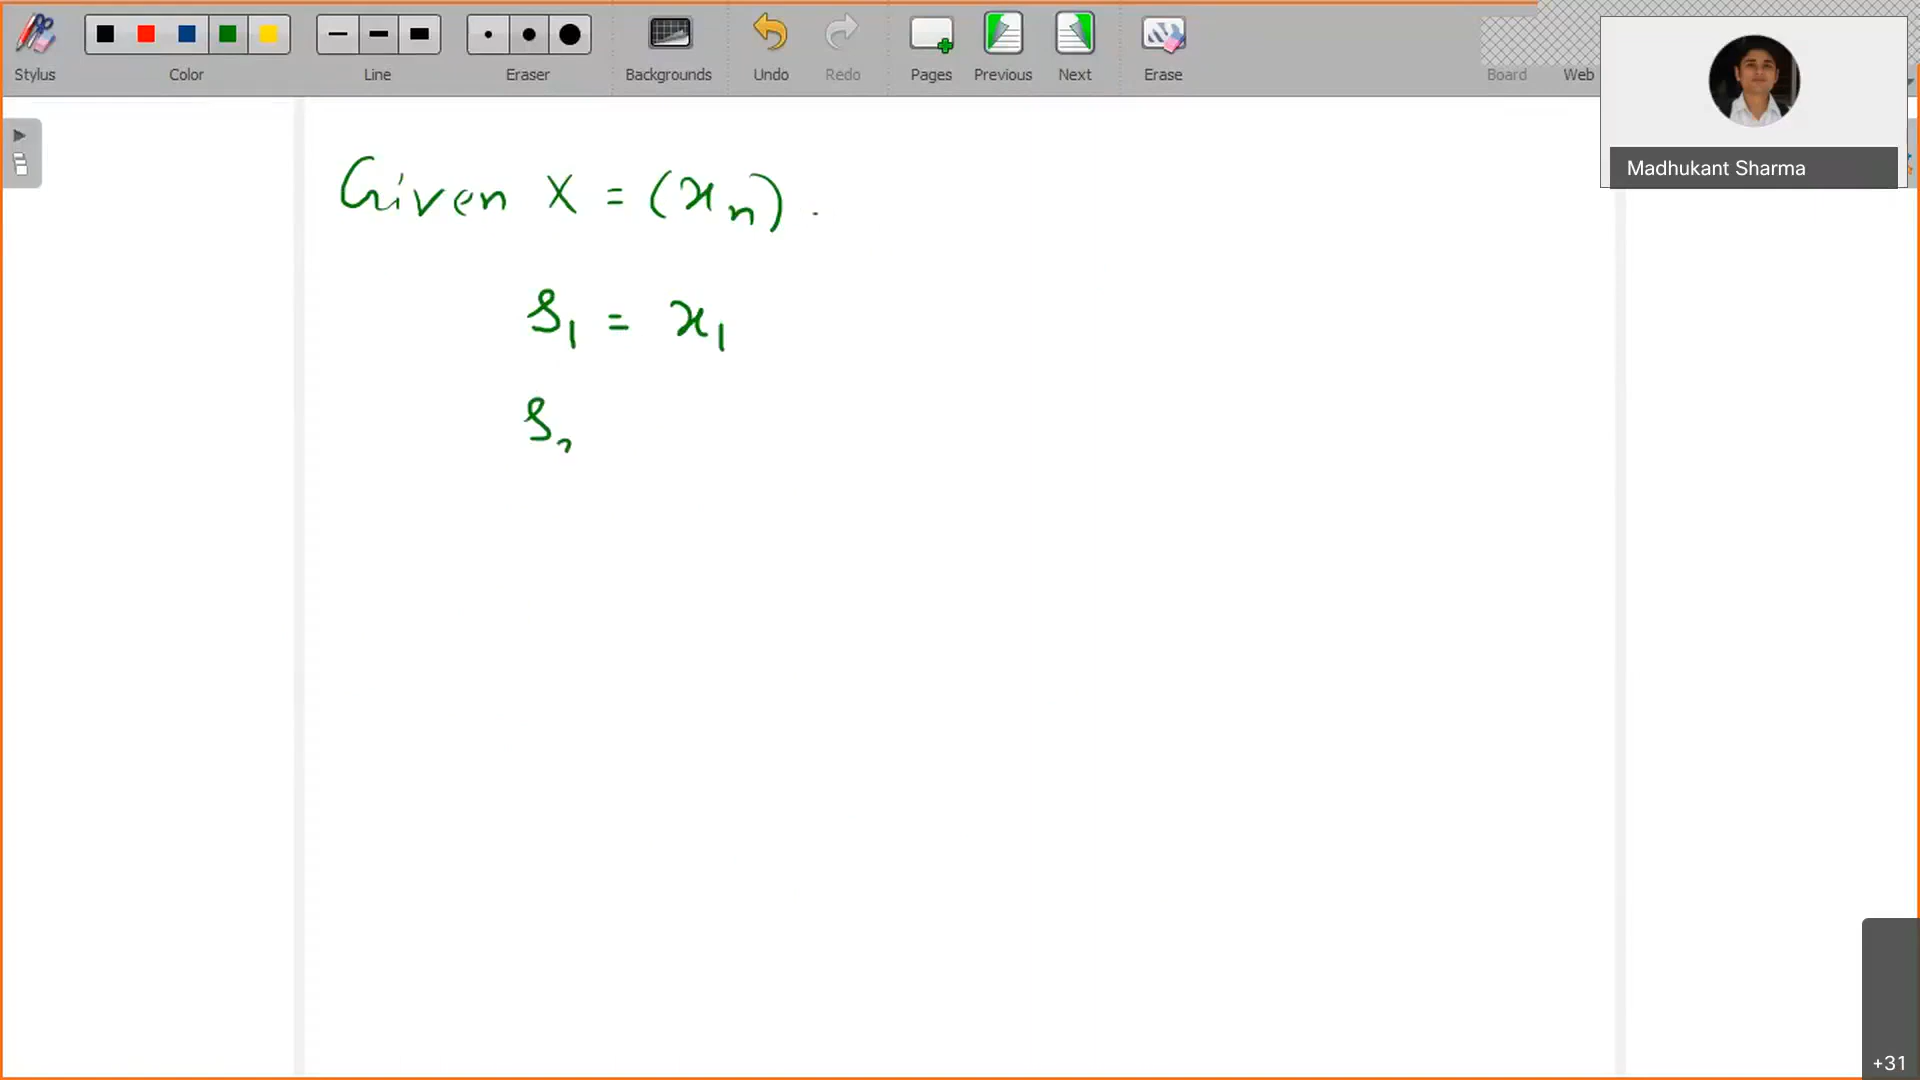 Stylus Color Line Eraser Backgrounds Undo Redo Pages Previous Next Erase Board Web
Madhukant Sharma
Given X = (xn).
S1 = x1
S
+31